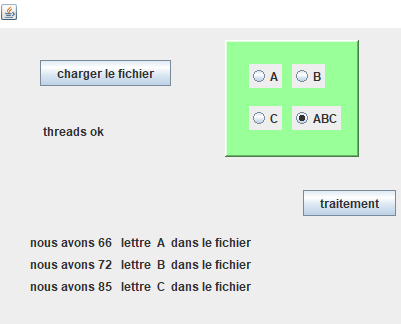 charger le fichier
A B
C ABC
threads ok
traitement
nous avons 66 lettre A dans le fichier
nous avons 72 lettre B dans le fichier
nous avons 85 lettre C dans le fichier